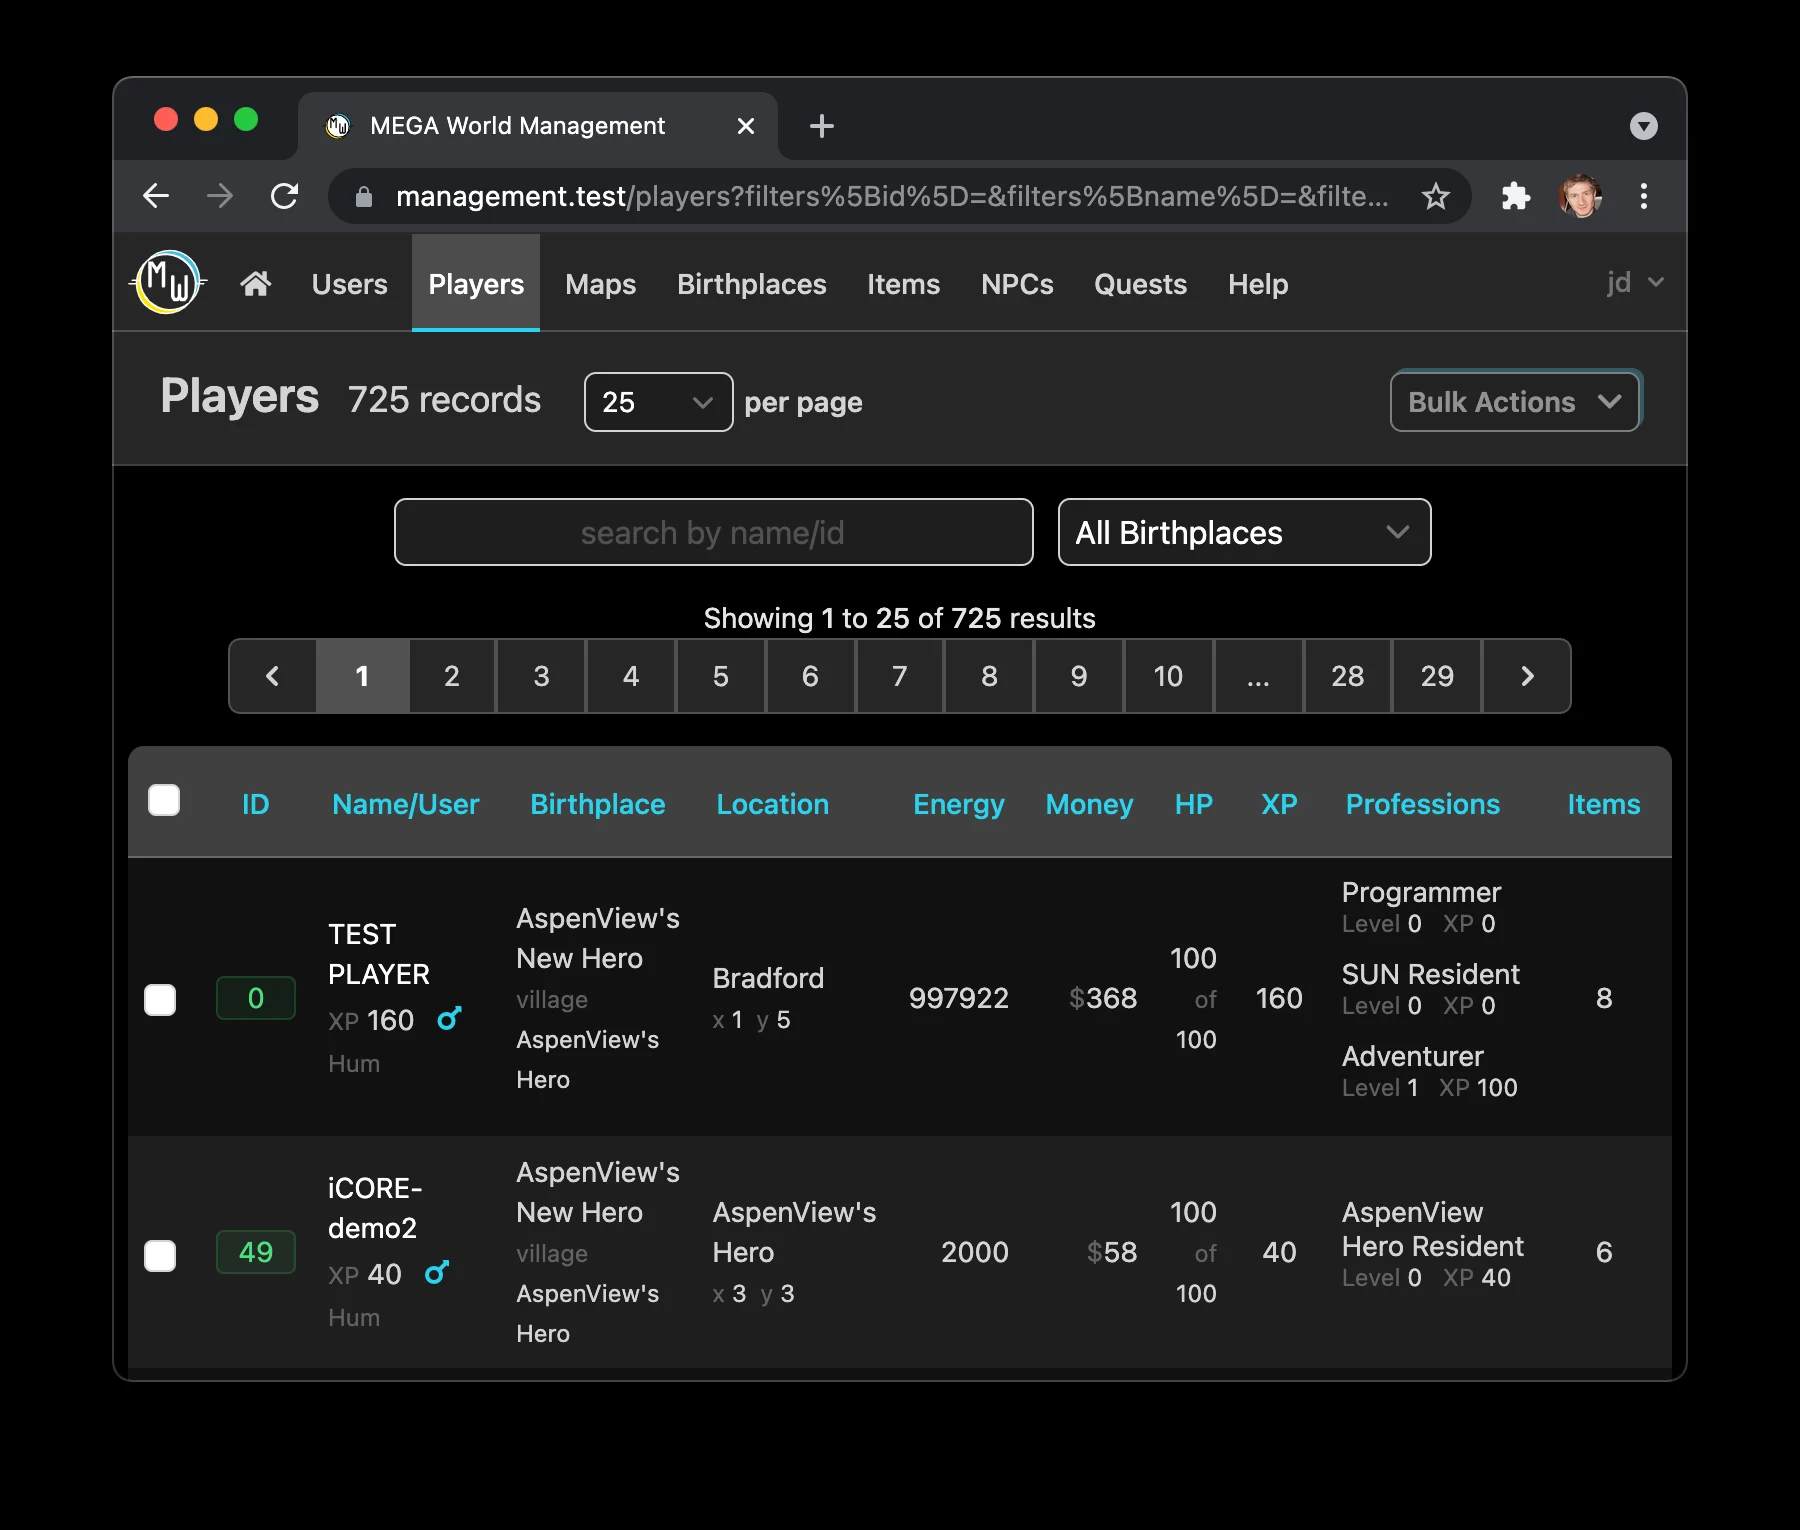 MW MEGA World Management
management.test/players?filters%5Bid%5D=&filters%5Bname%5D=&filte...
MW Users Players Maps Birthplaces Items NPCs Quests Help jd
Players 725 records 25 per page Bulk Actions
search by name/id All Birthplaces
Showing 1 to 25 of 725 results
1 2 3 4 5 6 7 8 9 10 ... 28 29
ID Name/User Birthplace Location Energy Money HP XP Professions Items
0
TEST
PLAYER
XP 160
Hum
AspenView's
New Hero
village
AspenView's
Hero
Bradford
x 1 y 5
997922
$368
100
of
100
160
Programmer
Level 0 XP 0
SUN Resident
Level 0 XP 0
Adventurer
Level 1 XP 100
8
49
iCORE-
demo2
XP 40
Hum
AspenView's
New Hero
village
AspenView's
Hero
AspenView's
Hero
x 3 y 3
2000
$58
100
of
100
40
AspenView
Hero Resident
Level 0 XP 40
6